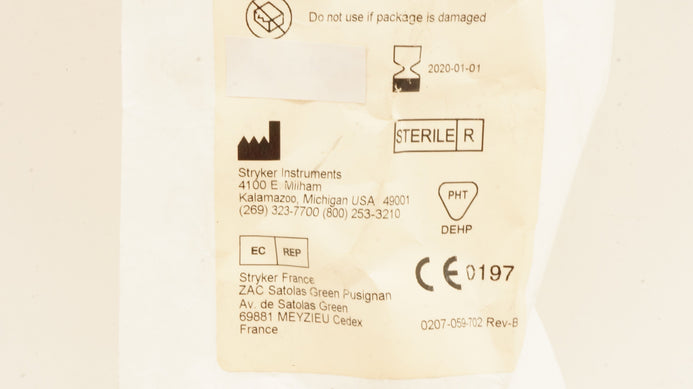 Do not use if package is damaged
2020-01-01
STERILE R
Stryker Instruments
4100 E. Milham
Kalamazoo, Michigan USA 49001
(269) 323-7700 (800) 253-3210
PHT
DEHP
EC REP
Stryker France
ZAC Satolas Green Pusignan
Av. de Satolas Green
69881 MEYZIEU Cedex
France
CE 0197
0207-059-702 Rev-B